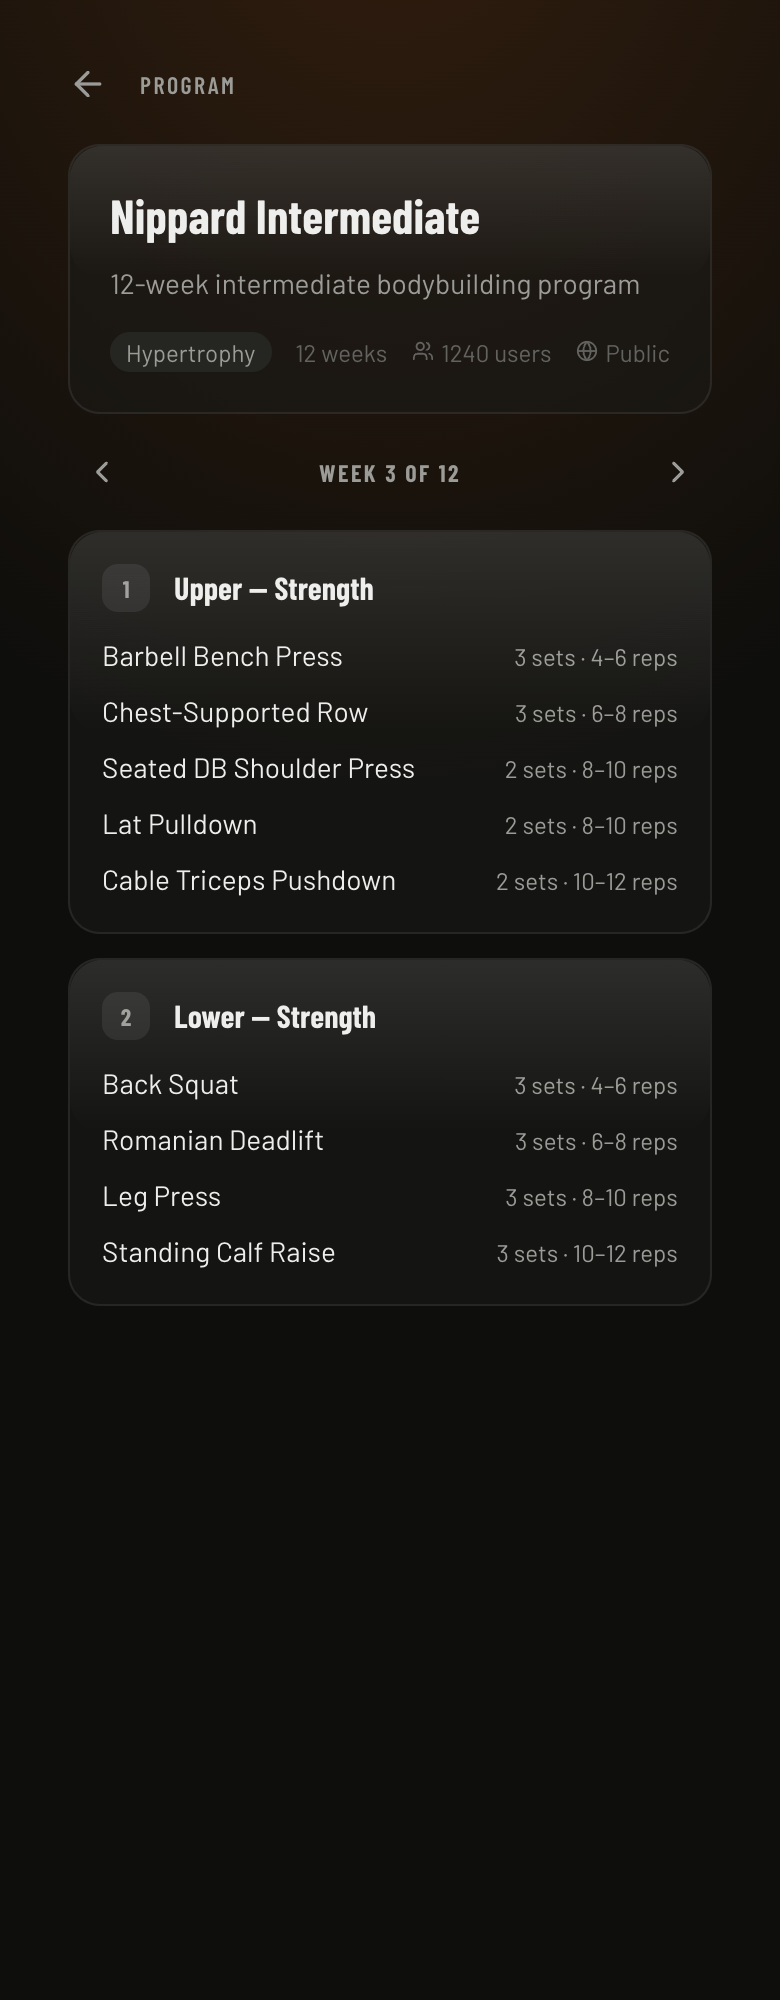 PROGRAM
Nippard Intermediate
12-week intermediate bodybuilding program
Hypertrophy 12 weeks 1240 users Public
WEEK 3 OF 12
1 Upper — Strength
Barbell Bench Press 3 sets · 4–6 reps
Chest-Supported Row 3 sets · 6–8 reps
Seated DB Shoulder Press 2 sets · 8–10 reps
Lat Pulldown 2 sets · 8–10 reps
Cable Triceps Pushdown 2 sets · 10–12 reps
2 Lower — Strength
Back Squat 3 sets · 4–6 reps
Romanian Deadlift 3 sets · 6–8 reps
Leg Press 3 sets · 8–10 reps
Standing Calf Raise 3 sets · 10–12 reps